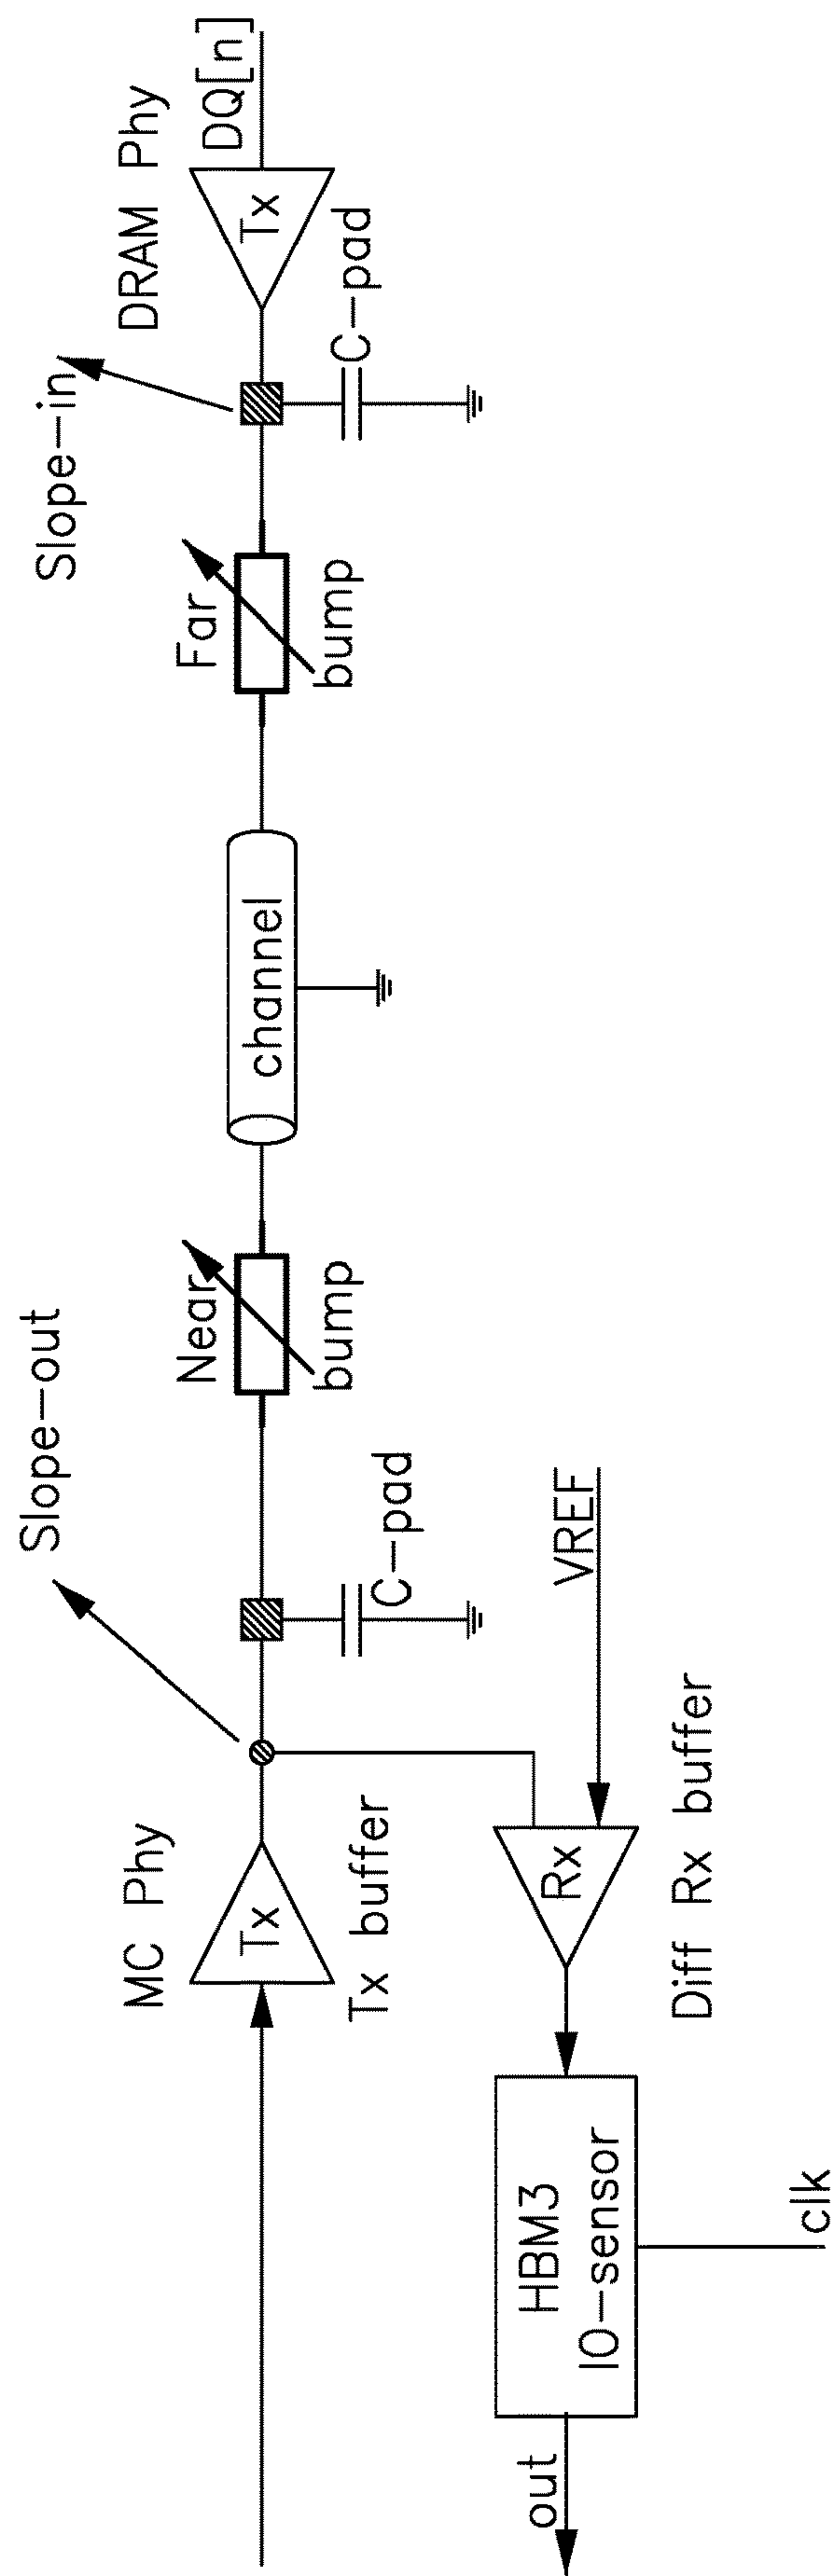 Slope-out
Slope-in
MC Phy
DRAM Phy
Tx
Tx buffer
Near
bump
channel
Far
bump
Tx
DQ[n]
C-pad
C-pad
VREF
Rx
Diff Rx buffer
HBM3
IO-sensor
out
clk